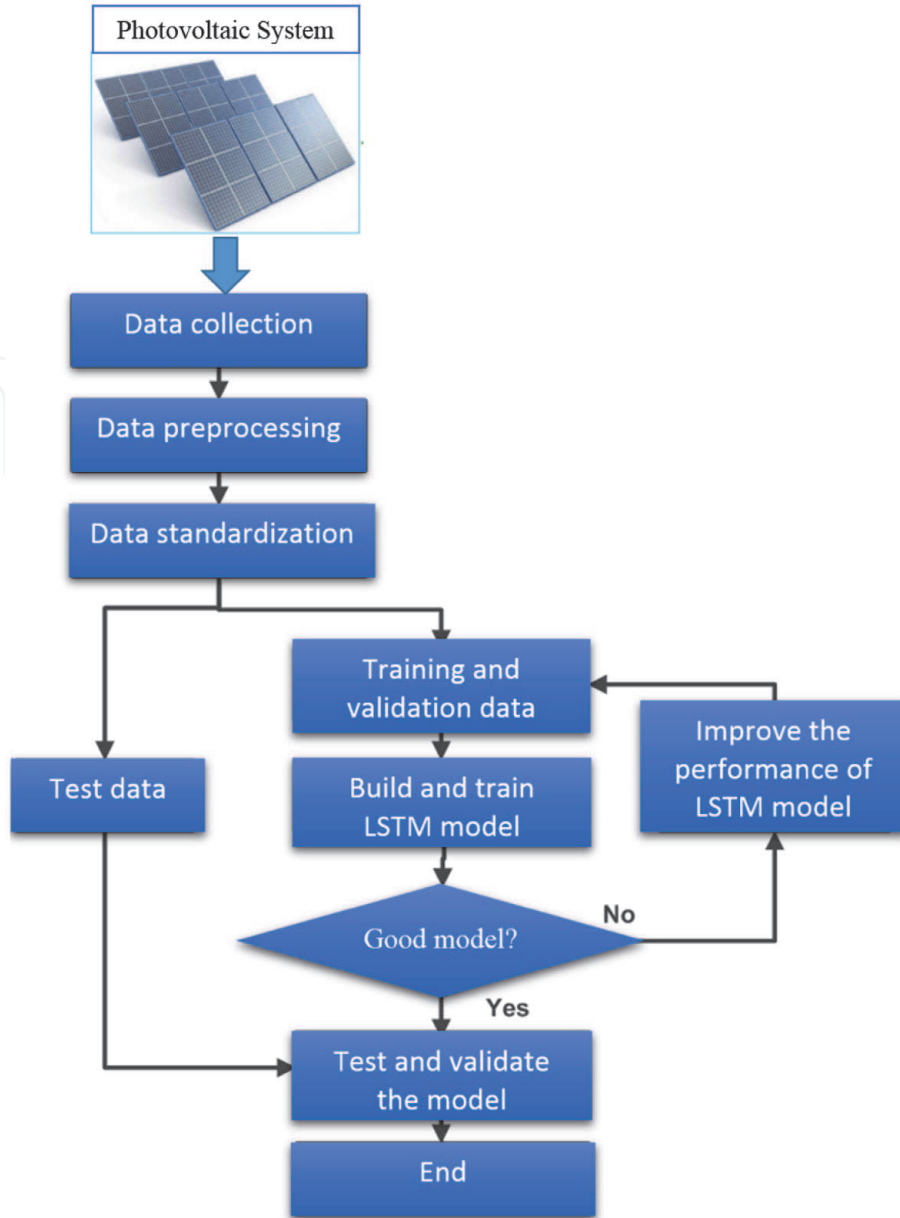 Photovoltaic System
Data collection
Data preprocessing
Data standardization
Training and
validation data
Improve the
performance of
LSTM model
Test data
Build and train
LSTM model
No
Good model?
Yes
Test and validate
the model
End